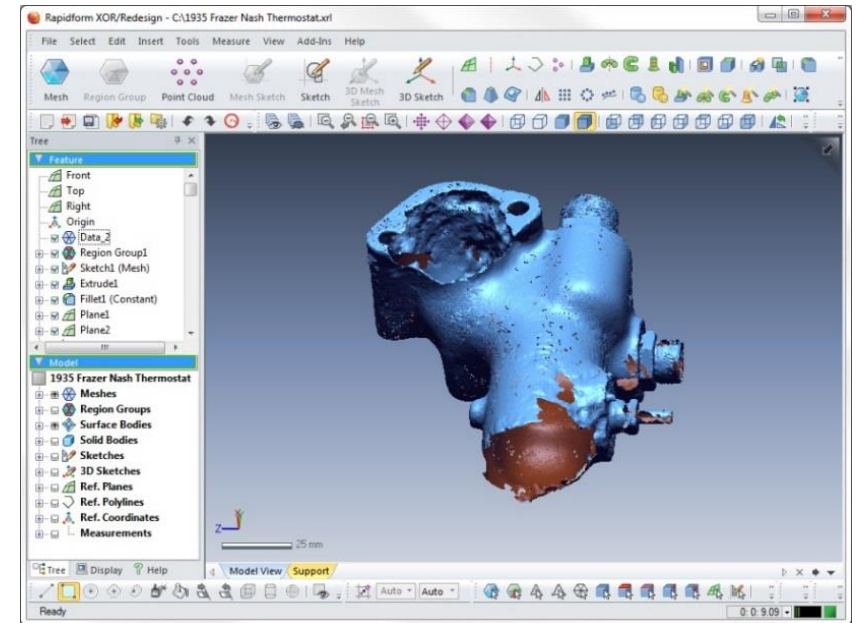 Rapidform XOR/Redesign - C:\1935 Frazer Nash Thermostat.xrl
File Select Edit Insert Tools Measure View Add-Ins Help
Mesh Region Group Point Cloud Mesh Sketch Sketch 3D Mesh Sketch 3D Sketch
Tree
Feature
Front
Top
Right
Origin
Data_2
Region Group1
Sketch1 (Mesh)
Extrude1
Fillet1 (Constant)
Plane1
Plane2
Model
1935 Frazer Nash Thermostat
Meshes
Region Groups
Surface Bodies
Solid Bodies
Sketches
3D Sketches
Ref. Planes
Ref. Polylines
Ref. Coordinates
Measurements
Z
25 mm
Tree Display Help Model View Support
Auto Auto
Ready 0: 0: 9.09